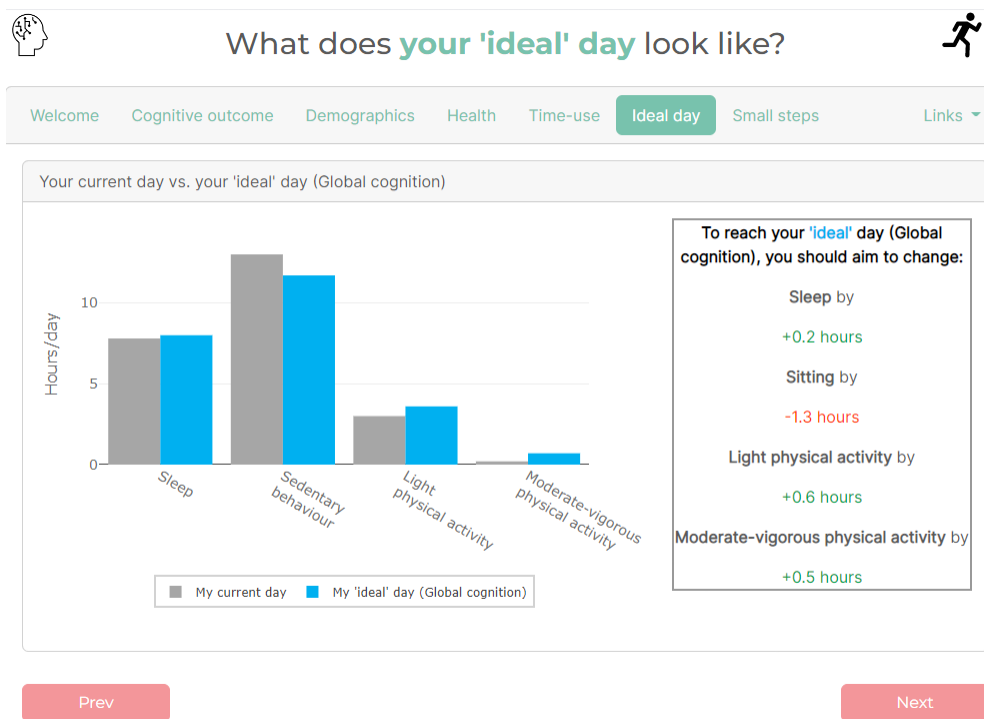 What does your 'ideal' day look like?
Welcome Cognitive outcome Demographics Health Time-use Ideal day Small steps Links
Your current day vs. your 'ideal' day (Global cognition)
Hours/day
10
5
0
Sleep
Sedentary
behaviour
Light
physical activity
Moderate-vigorous
physical activity
My current day My 'ideal' day (Global cognition)
To reach your 'ideal' day (Global
cognition), you should aim to change:
Sleep by
+0.2 hours
Sitting by
-1.3 hours
Light physical activity by
+0.6 hours
Moderate-vigorous physical activity by
+0.5 hours
Prev Next